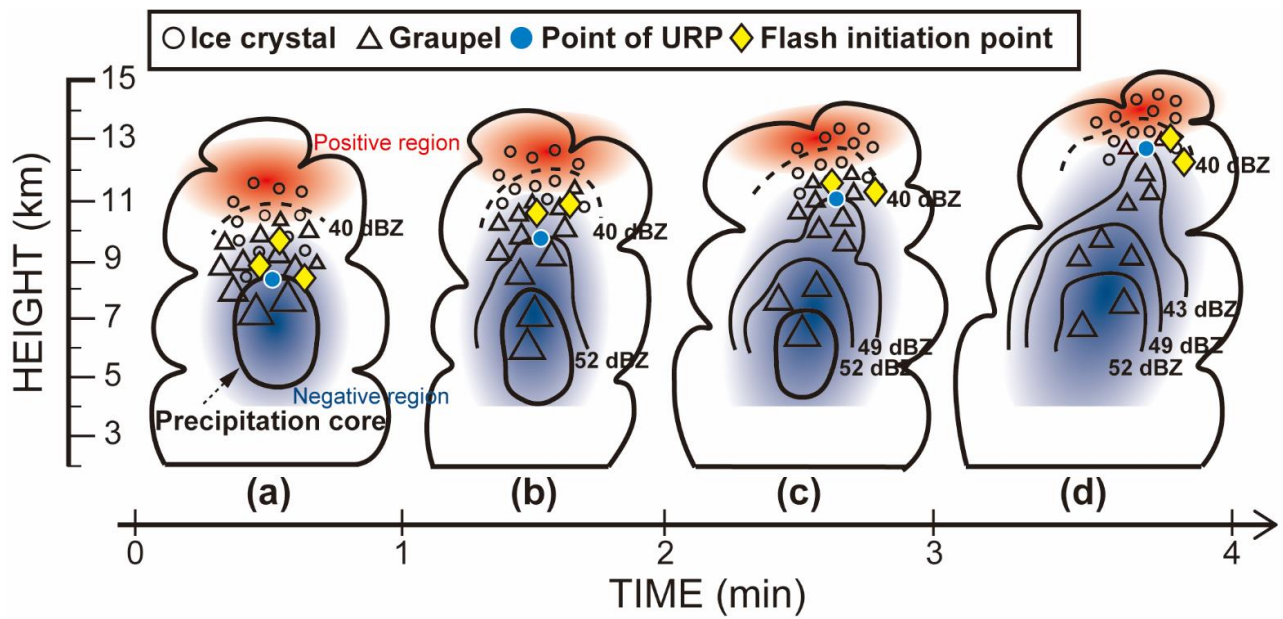 Ice crystal Graupel Point of URP Flash initiation point
HEIGHT (km)
15
13
11
9
7
5
3
Positive region
40 dBZ
Negative region
Precipitation core
(a)
40 dBZ
52 dBZ
(b)
40 dBZ
49 dBZ
52 dBZ
(c)
40 dBZ
43 dBZ
49 dBZ
52 dBZ
(d)
0 1 2 3 4
TIME (min)